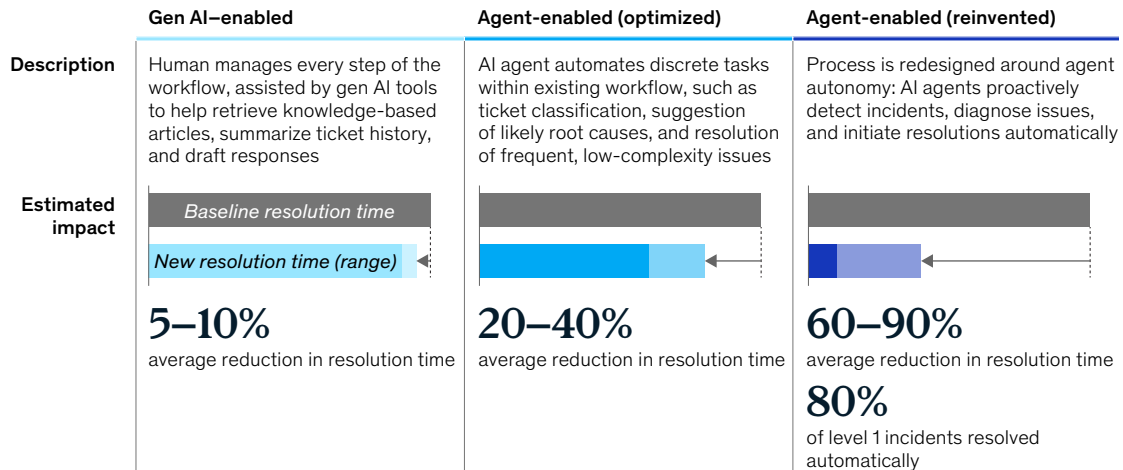 Gen AI–enabled
Agent-enabled (optimized)
Agent-enabled (reinvented)
Description
Human manages every step of the
workflow, assisted by gen AI tools
to help retrieve knowledge-based
articles, summarize ticket history,
and draft responses
AI agent automates discrete tasks
within existing workflow, such as
ticket classification, suggestion
of likely root causes, and resolution
of frequent, low-complexity issues
Process is redesigned around agent
autonomy: AI agents proactively
detect incidents, diagnose issues,
and initiate resolutions automatically
Estimated
impact
Baseline resolution time
New resolution time (range)
5–10%
average reduction in resolution time
20–40%
average reduction in resolution time
60–90%
average reduction in resolution time
80%
of level 1 incidents resolved
automatically